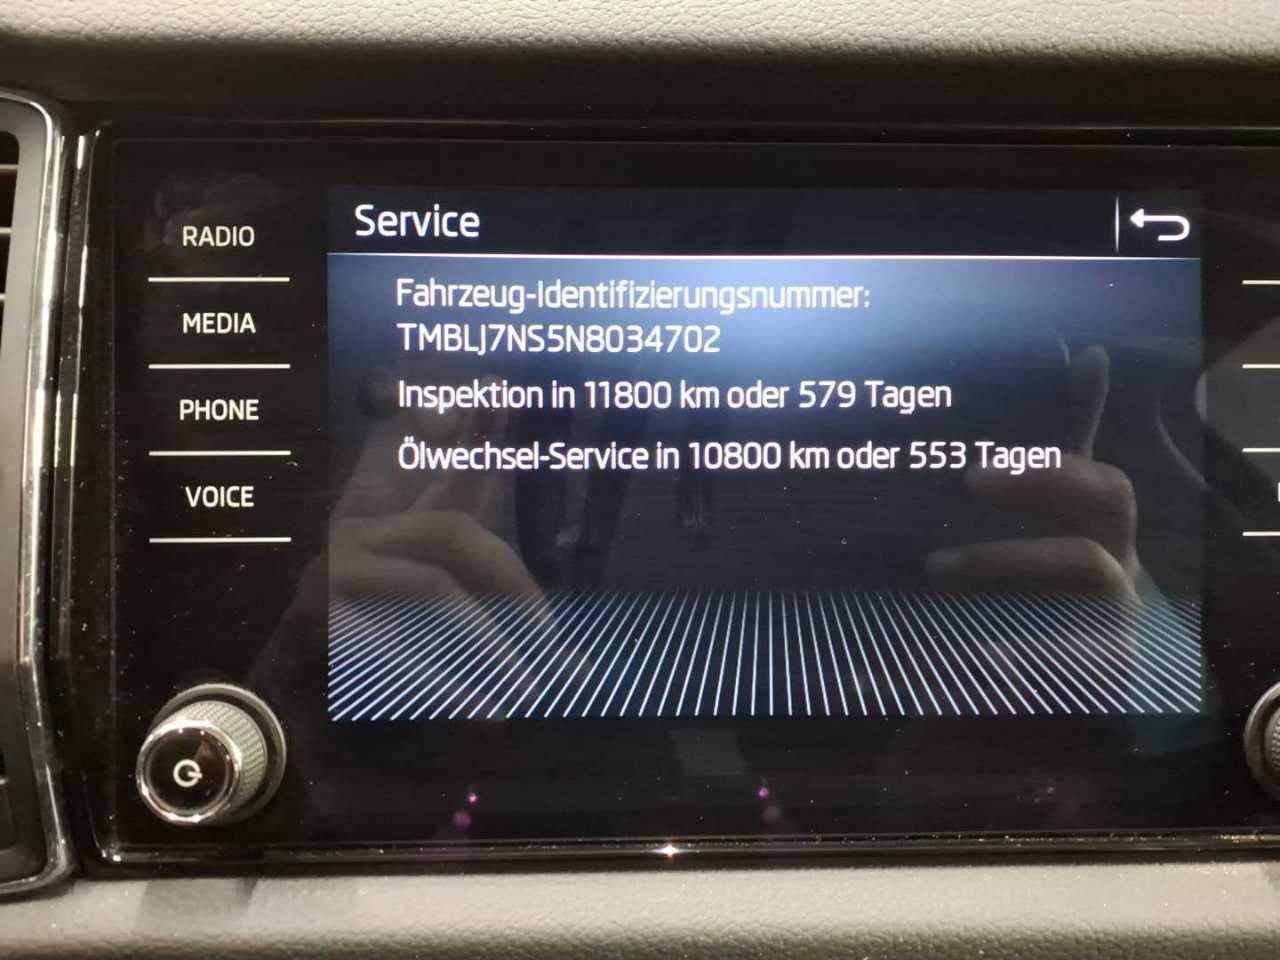 Service
RADIO
MEDIA
PHONE
VOICE
Fahrzeug-Identifizierungsnummer:
TMBLJ7NS5N8034702
Inspektion in 11800 km oder 579 Tagen
Ölwechsel-Service in 10800 km oder 553 Tagen